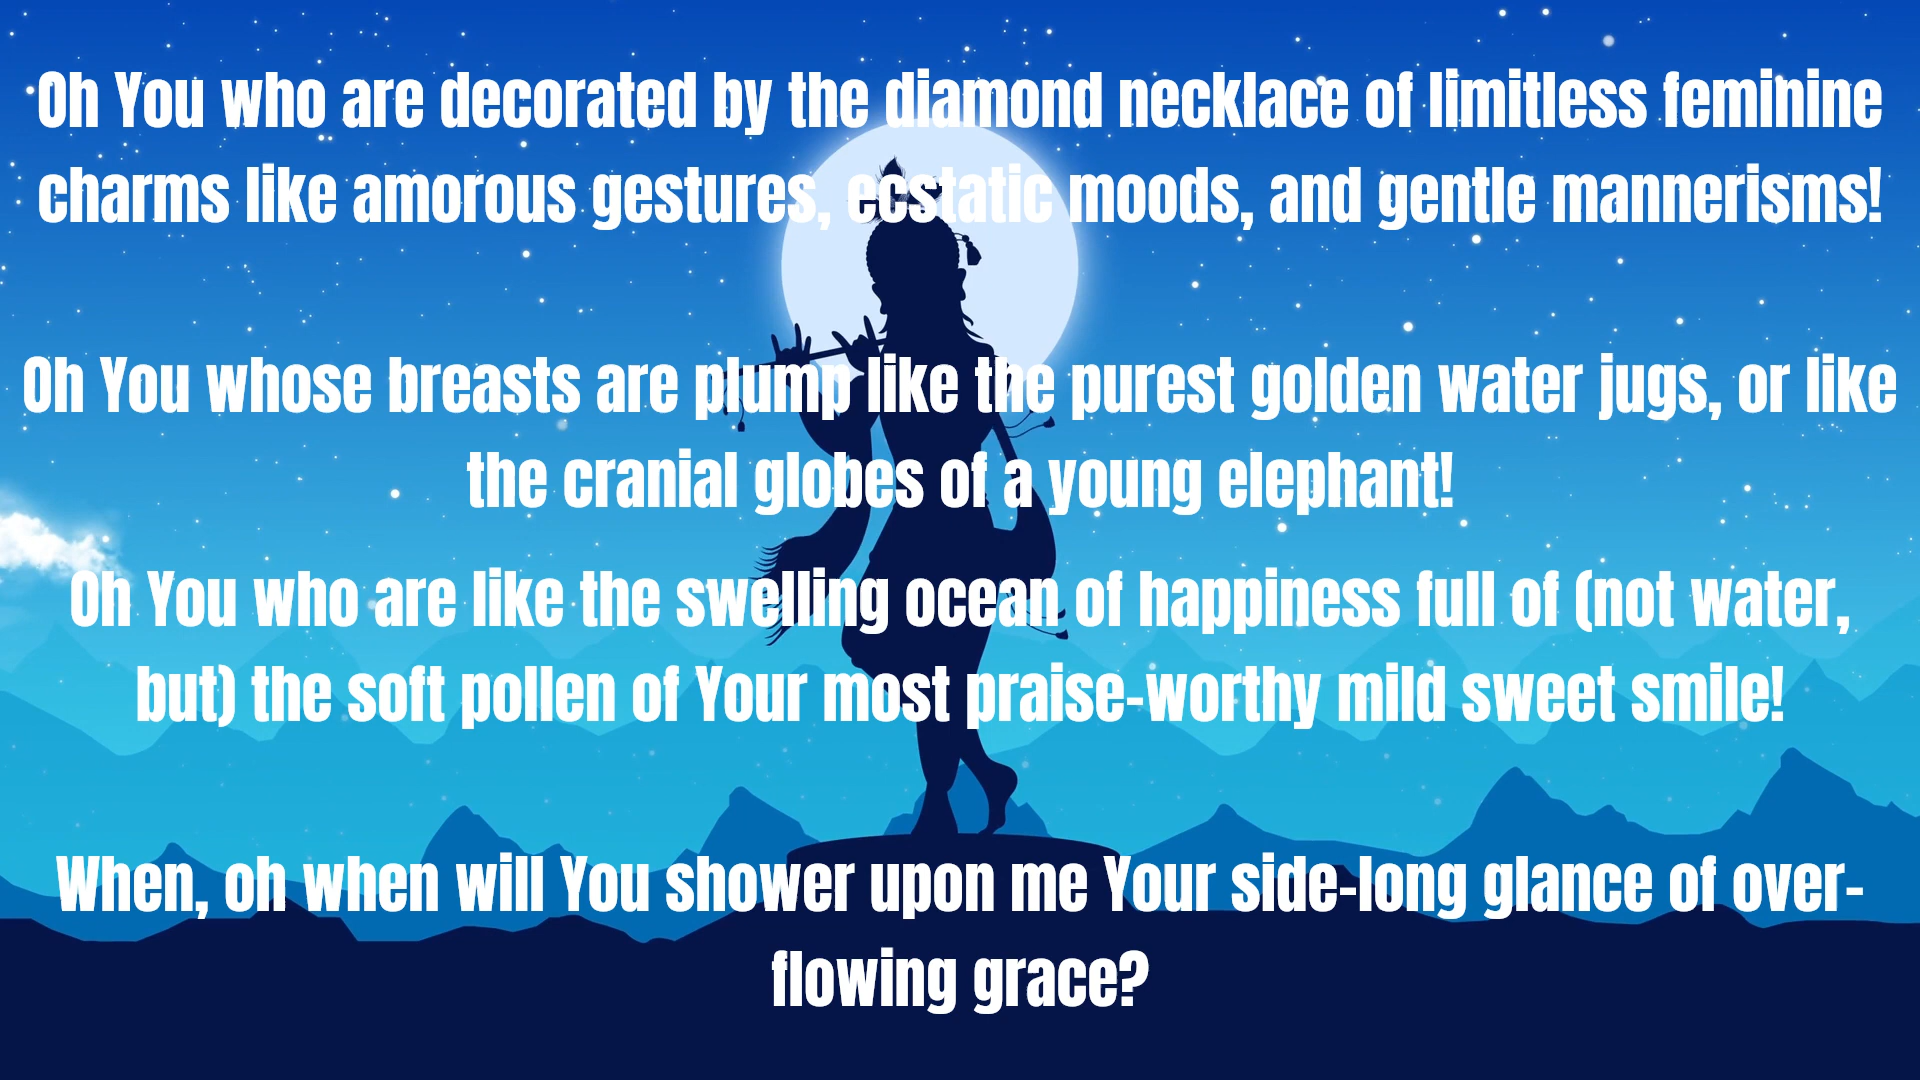 Oh You who are decorated by the diamond necklace of limitless feminine
charms like amorous gestures, ecstatic moods, and gentle mannerisms!
Oh You whose breasts are plump like the purest golden water jugs, or like
the cranial globes of a young elephant!
Oh You who are like the swelling ocean of happiness full of (not water,
but) the soft pollen of Your most praise-worthy mild sweet smile!
When, oh when will You shower upon me Your side-long glance of over-
flowing grace?